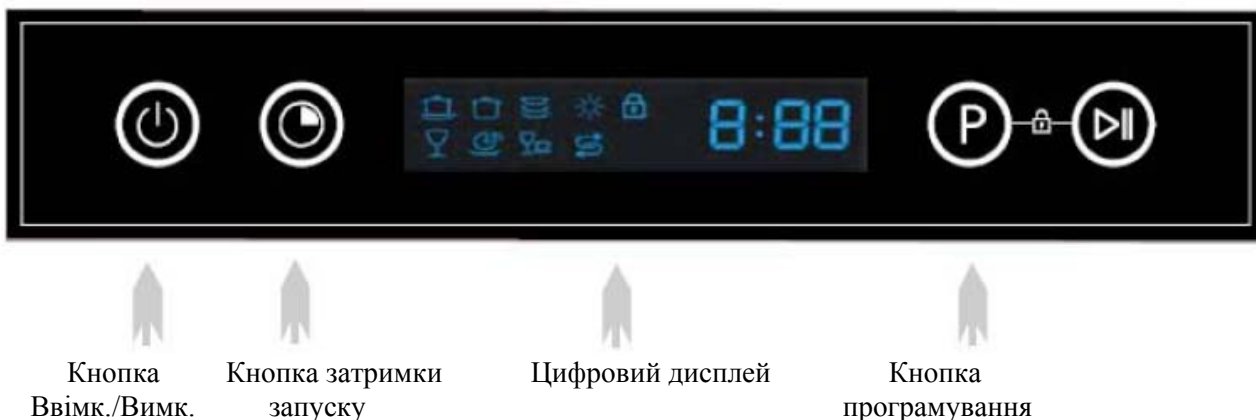 8:88
P
Кнопка Кнопка затримки Цифровий дисплей Кнопка
Ввімк./Вимк. запуску програмування